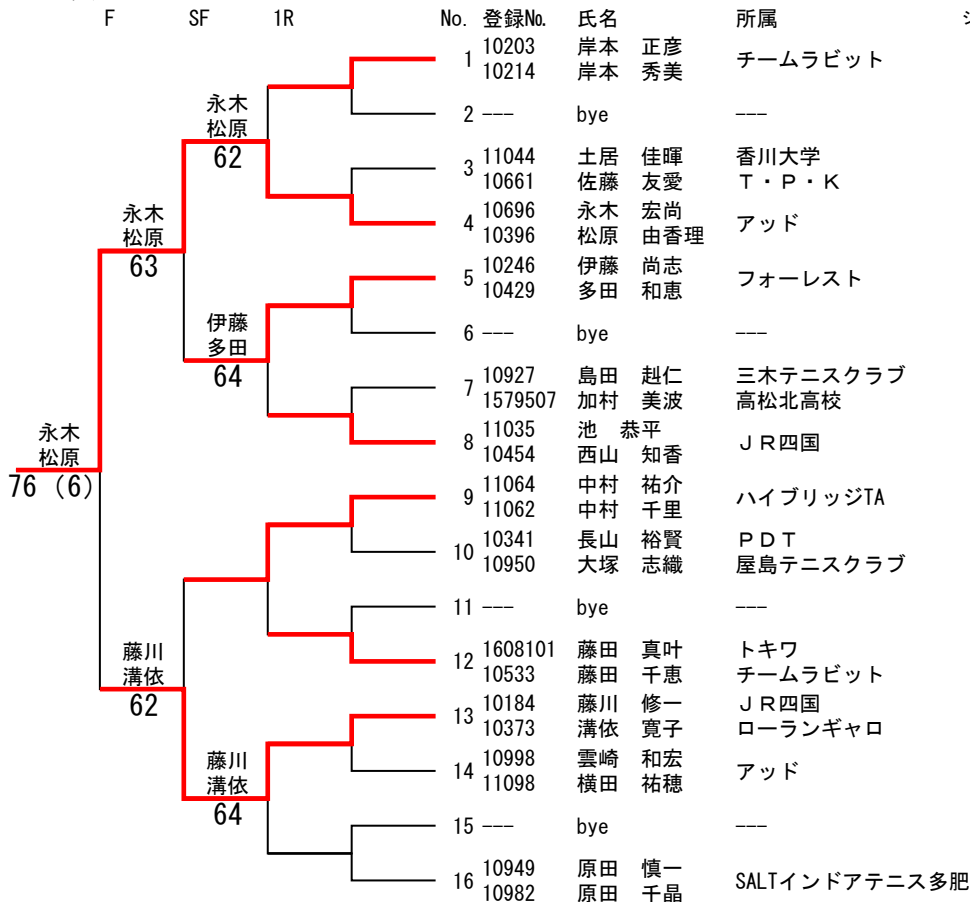 F SF 1R No. 登録No. 氏名 所属
1 10203 岸本 正彦 チームラビット
10214 岸本 秀美
2 --- bye ---
3 11044 土居 佳暉 香川大学
10661 佐藤 友愛 T・P・K
4 10696 永木 宏尚 アッド
10396 松原 由香理
5 10246 伊藤 尚志 フォーレスト
10429 多田 和恵
6 --- bye ---
7 10927 島田 赳仁 三木テニスクラブ
1579507 加村 美波 高松北高校
8 11035 池 恭平 JR四国
10454 西山 知香
9 11064 中村 祐介 ハイブリッジTA
11062 中村 千里
10 10341 長山 裕賢 PDT
10950 大塚 志織 屋島テニスクラブ
11 --- bye ---
12 1608101 藤田 真叶 トキワ
10533 藤田 千恵 チームラビット
13 10184 藤川 修一 JR四国
10373 溝依 寛子 ローランギャロ
14 10998 雲崎 和宏 アッド
11098 横田 祐穂
15 --- bye ---
16 10949 原田 慎一 SALTインドアテニス多肥
10982 原田 千晶
永木
松原
62
永木
松原
63
伊藤
多田
64
永木
松原
76 (6)
藤川
溝依
62
藤川
溝依
64